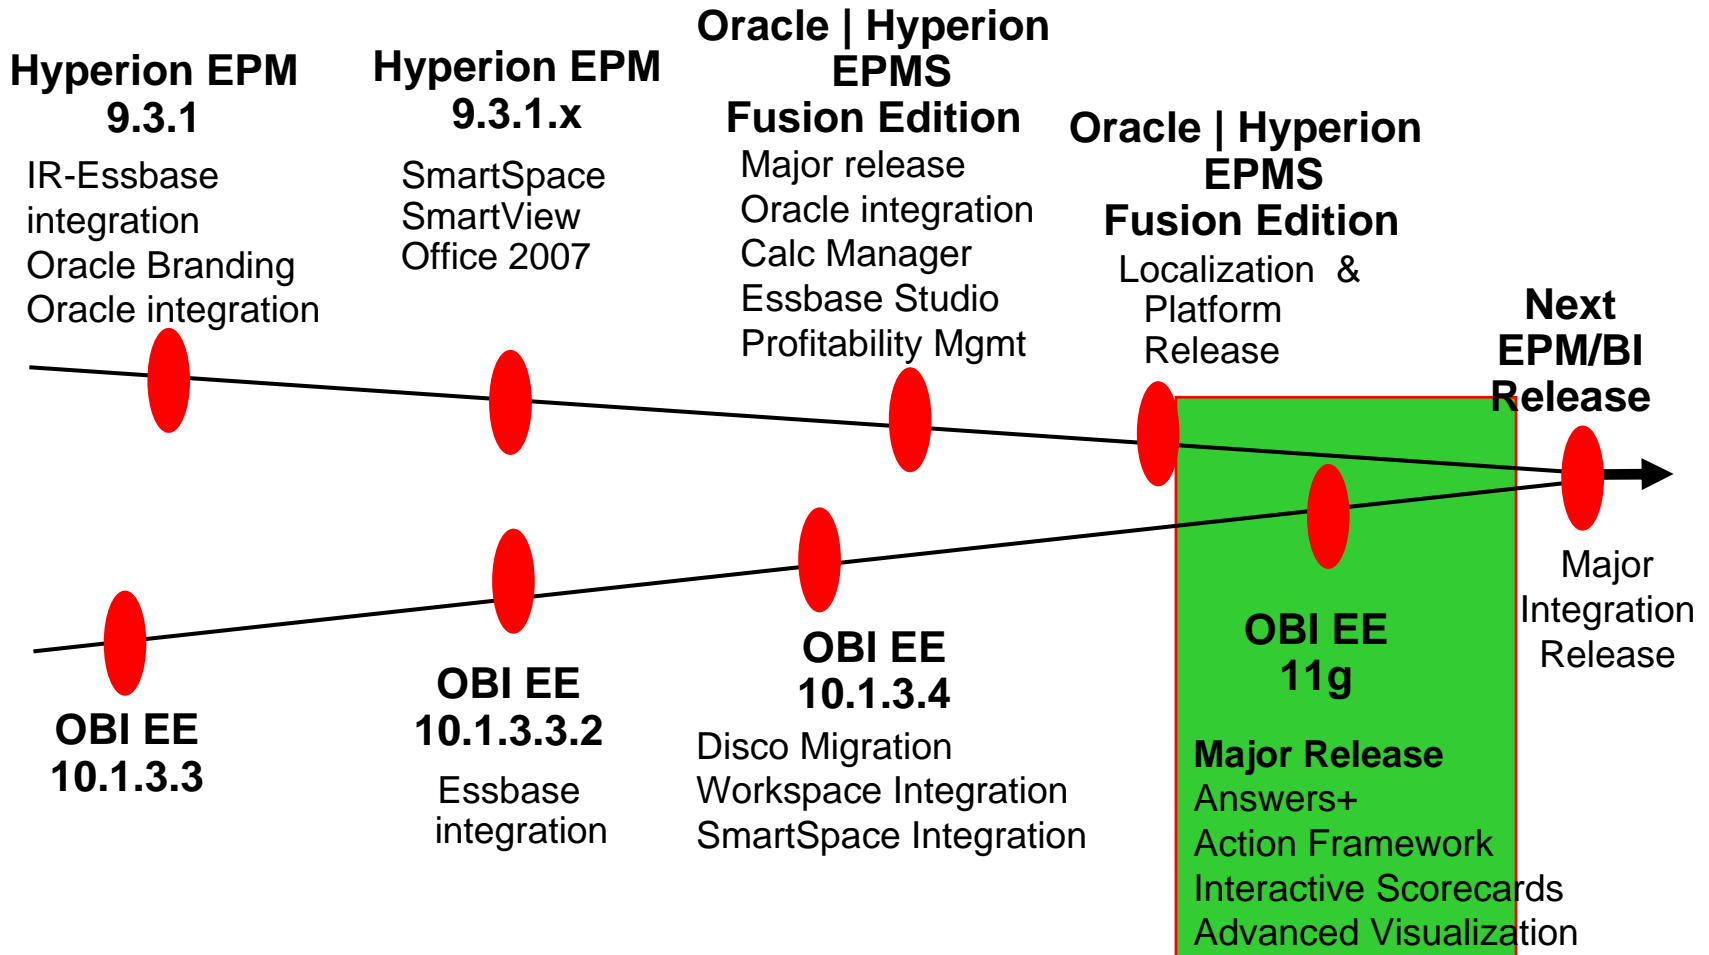 Hyperion EPM
9.3.1
IR-Essbase
integration
Oracle Branding
Oracle integration
Hyperion EPM
9.3.1.x
SmartSpace
SmartView
Office 2007
Oracle | Hyperion
EPMS
Fusion Edition
Major release
Oracle integration
Calc Manager
Essbase Studio
Profitability Mgmt
Oracle | Hyperion
EPMS
Fusion Edition
Localization &
Platform
Release
Next
EPM/BI
Release
Major
Integration
Release
OBI EE
10.1.3.3
OBI EE
10.1.3.3.2
Essbase
integration
OBI EE
10.1.3.4
Disco Migration
Workspace Integration
SmartSpace Integration
OBI EE
11g
Major Release
Answers+
Action Framework
Interactive Scorecards
Advanced Visualization